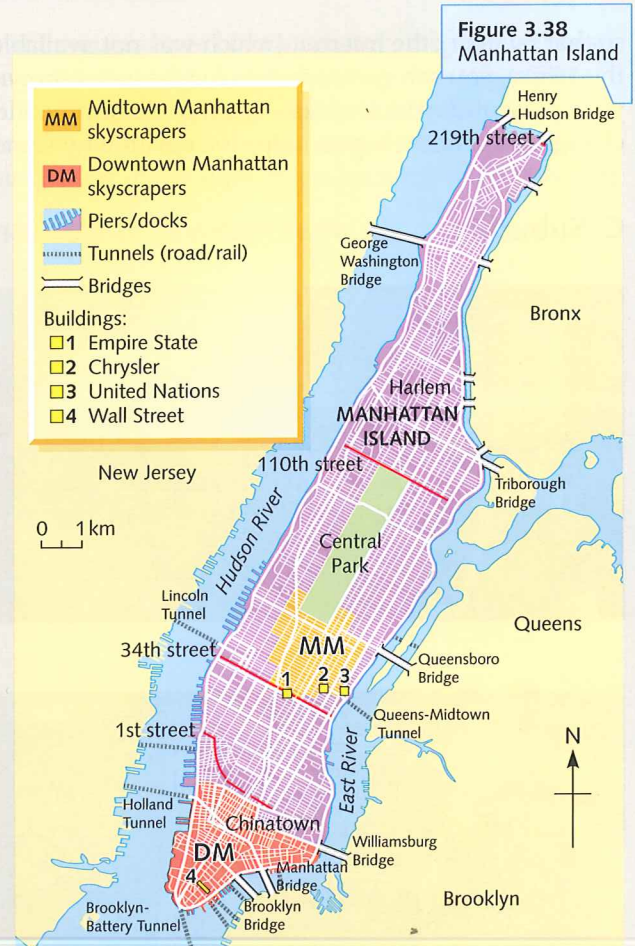 Figure 3.38
Manhattan Island
MM Midtown Manhattan
skyscrapers
DM Downtown Manhattan
skyscrapers
Piers/docks
Tunnels (road/rail)
Bridges
Buildings:
1 Empire State
2 Chrysler
3 United Nations
4 Wall Street
Henry
Hudson Bridge
219th street
George
Washington
Bridge
Bronx
Harlem
MANHATTAN
ISLAND
New Jersey
110th street
Triborough
Bridge
0 1km
Hudson River
Central
Park
Lincoln
Tunnel
Queens
34th street
MM
Queensboro
Bridge
1
2
3
1st street
Queens-Midtown
Tunnel
N
East River
Holland
Tunnel
Chinatown
DM
Williamsburg
Bridge
4
Manhattan
Bridge
Brooklyn
Brooklyn-
Battery Tunnel
Brooklyn
Bridge